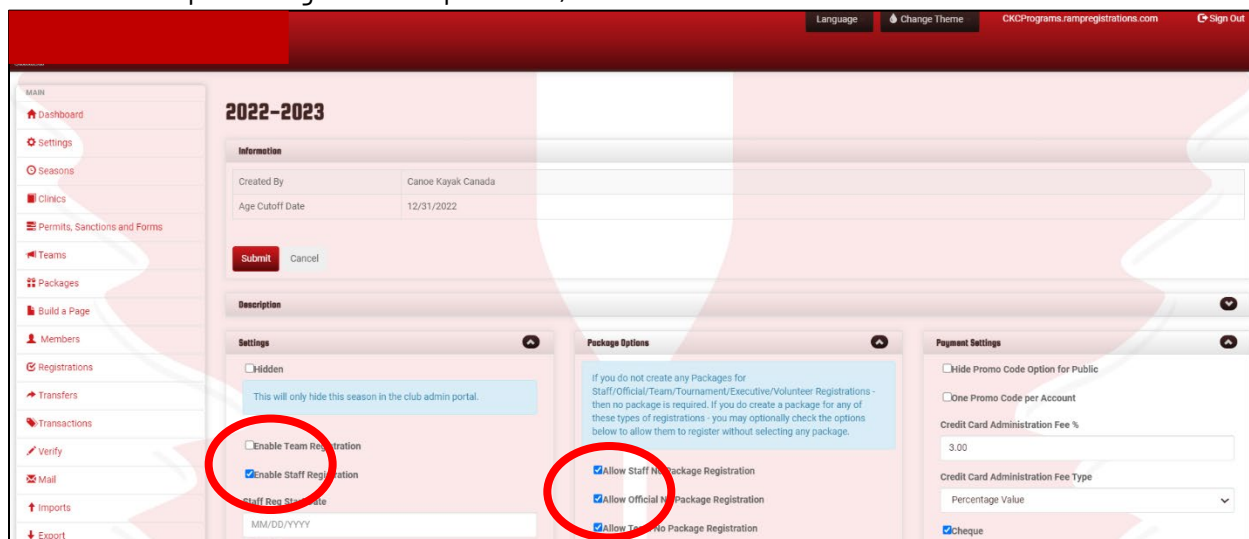 Language
Change Theme
CKCPrograms.rampregistrations.com
Sign Out
MAIN
Dashboard
Settings
Seasons
Clinics
Permits, Sanctions and Forms
Teams
Packages
Build a Page
Members
Registrations
Transfers
Transactions
Verify
Mail
Imports
Export
2022-2023
Information
Created By Canoe Kayak Canada
Age Cutoff Date 12/31/2022
Submit Cancel
Description
Settings
Hidden
This will only hide this season in the club admin portal.
Enable Team Registration
Enable Staff Registration
Staff Reg Start Date
MM/DD/YYYY
Package Options
If you do not create any Packages for
Staff/Official/Team/Tournament/Executive/Volunteer Registrations -
then no package is required. If you do create a package for any of
these types of registrations - you may optionally check the options
below to allow them to register without selecting any package.
Allow Staff No Package Registration
Allow Official No Package Registration
Allow Team No Package Registration
Payment Settings
Hide Promo Code Option for Public
One Promo Code per Account
Credit Card Administration Fee %
3.00
Credit Card Administration Fee Type
Percentage Value
Cheque